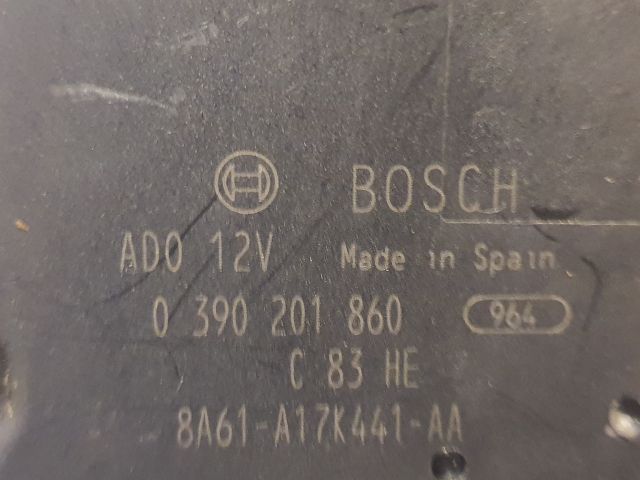 BOSCH
ADO 12V Made in Spain
0 390 201 860 964
C 83 HE
8A61-A17K441-AA